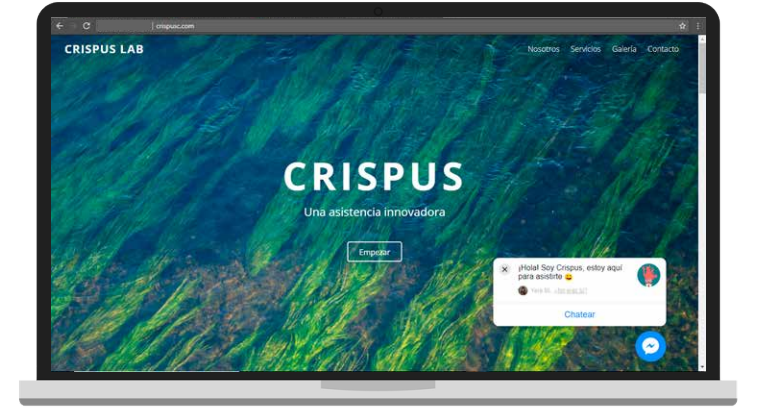 crispusc.com
CRISPUS LAB
Nosotros Servicios Galería Contacto
CRISPUS
Una asistencia innovadora
Empezar
¡Hola! Soy Crispus, estoy aquí
para asistirte 😀
Chatear